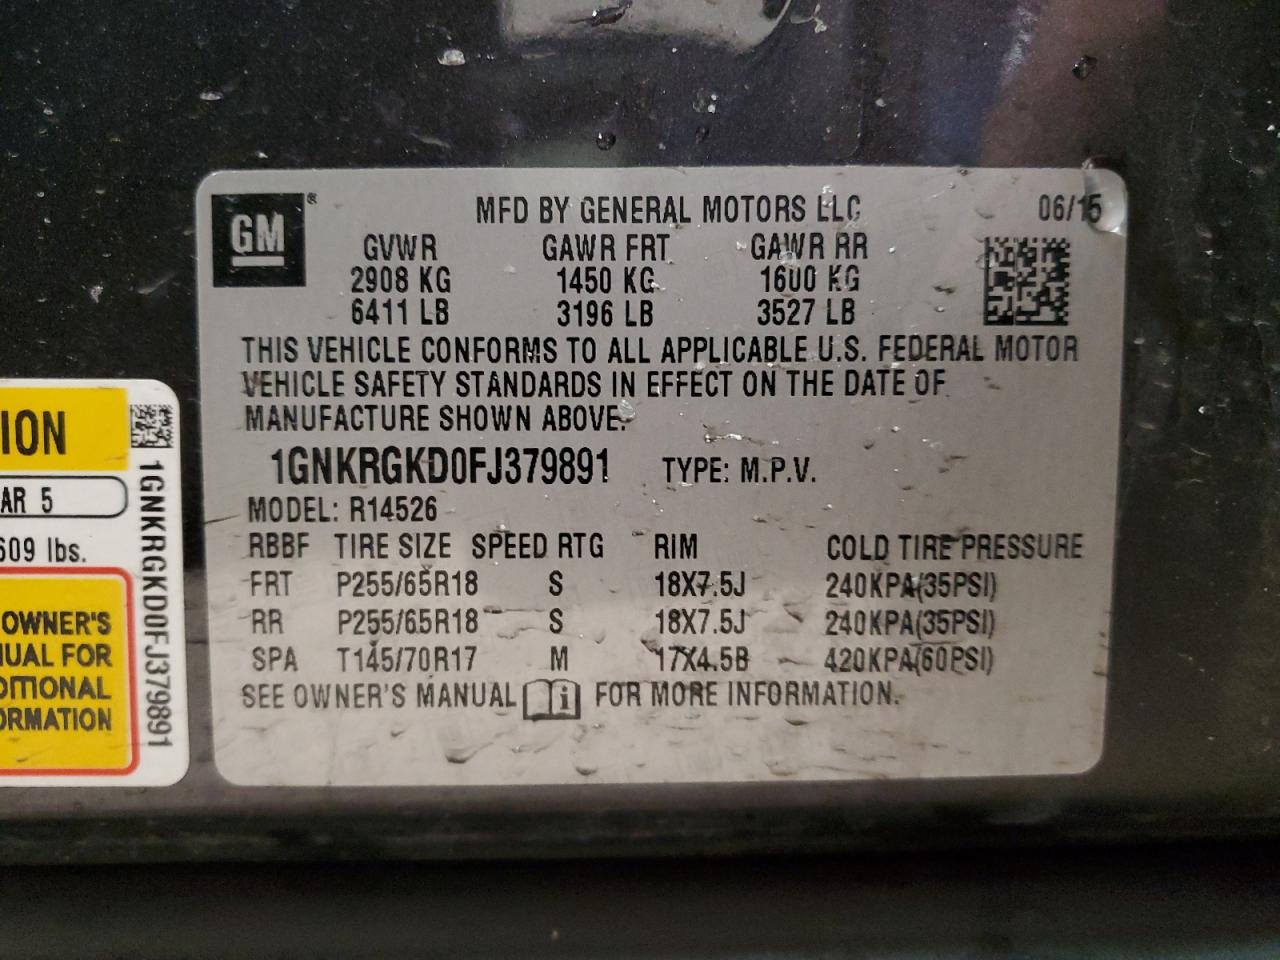 GM ®
MFD BY GENERAL MOTORS LLC 06/15
GVWR GAWR FRT GAWR RR
2908 KG 1450 KG 1600 KG
6411 LB 3196 LB 3527 LB
THIS VEHICLE CONFORMS TO ALL APPLICABLE U.S. FEDERAL MOTOR
VEHICLE SAFETY STANDARDS IN EFFECT ON THE DATE OF
MANUFACTURE SHOWN ABOVE.
1GNKRGKD0FJ379891 TYPE: M.P.V.
MODEL: R14526
RBBF TIRE SIZE SPEED RTG RIM COLD TIRE PRESSURE
FRT P255/65R18 S 18X7.5J 240KPA(35PSI)
RR P255/65R18 S 18X7.5J 240KPA(35PSI)
SPA T145/70R17 M 17X4.5B 420KPA(60PSI)
SEE OWNER'S MANUAL i FOR MORE INFORMATION.
ION
AR 5
609 lbs.
OWNER'S
UAL FOR
DITIONAL
ORMATION
1GNKRGKD0FJ379891